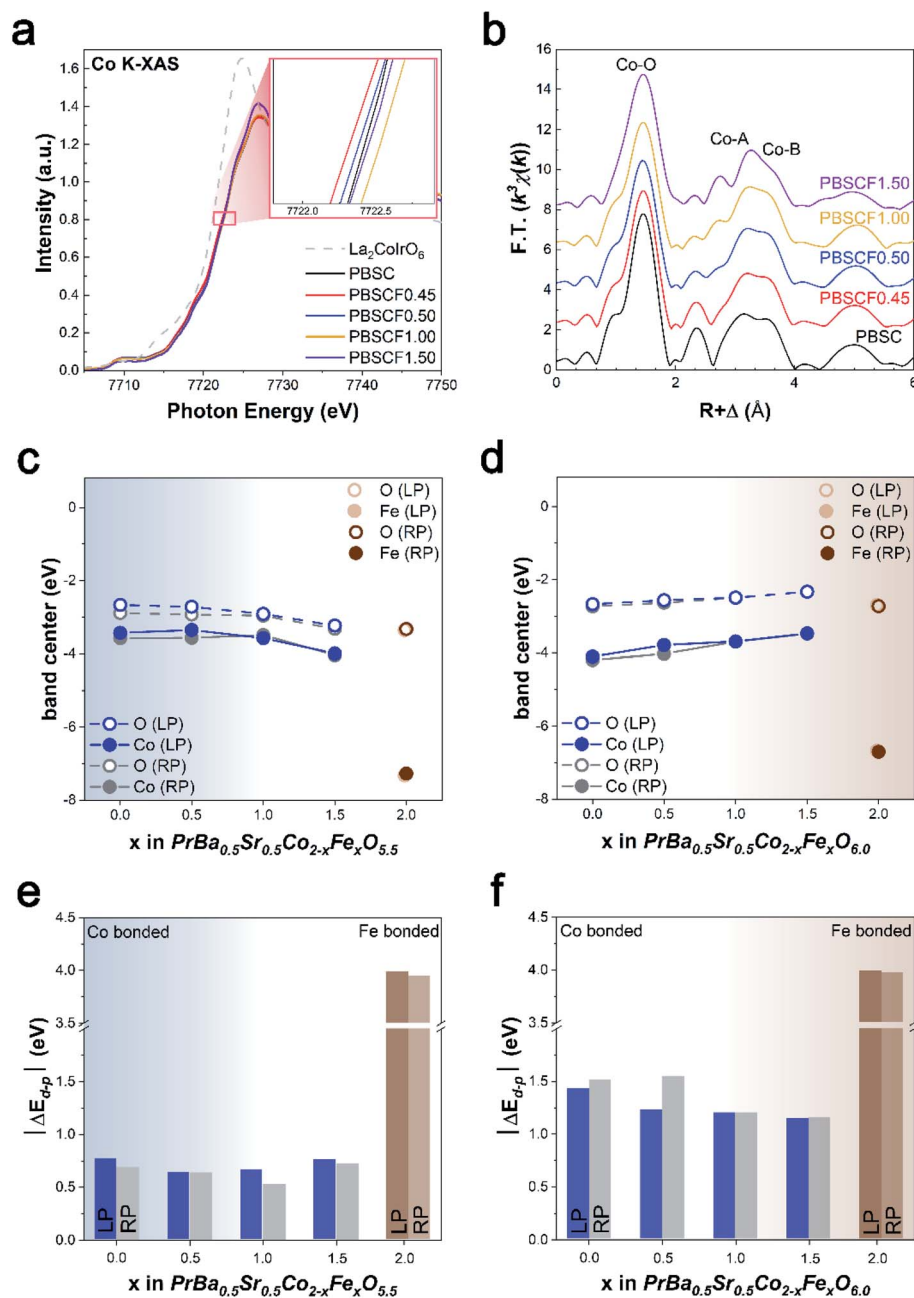 a
Co K-XAS
1.6
1.4
1.2
1.0
0.8
0.6
0.4
0.2
0.0
Intensity (a.u.)
7722.0
7722.5
La₂CoIrO₆
PBSC
PBSCF0.45
PBSCF0.50
PBSCF1.00
PBSCF1.50
7710
7720
7730
7740
7750
Photon Energy (eV)
b
16
14
12
10
8
6
4
2
0
F.T. (k³χ(k))
Co-O
Co-A
Co-B
PBSCF1.50
PBSCF1.00
PBSCF0.50
PBSCF0.45
PBSC
0
2
4
6
R+Δ (Å)
c
0
-2
-4
-6
-8
band center (eV)
O (LP)
Fe (LP)
O (RP)
Fe (RP)
O (LP)
Co (LP)
O (RP)
Co (RP)
0.0
0.5
1.0
1.5
2.0
x in PrBa₀.₅Sr₀.₅Co₂₋ₓFeₓO₅.₅
d
0
-2
-4
-6
-8
band center (eV)
O (LP)
Fe (LP)
O (RP)
Fe (RP)
O (LP)
Co (LP)
O (RP)
Co (RP)
0.0
0.5
1.0
1.5
2.0
x in PrBa₀.₅Sr₀.₅Co₂₋ₓFeₓO₆.₀
e
4.5
4.0
3.5
1.5
1.0
0.5
0.0
|ΔE_d-p| (eV)
Co bonded
Fe bonded
LP
RP
LP
RP
0.0
0.5
1.0
1.5
2.0
x in PrBa₀.₅Sr₀.₅Co₂₋ₓFeₓO₅.₅
f
4.5
4.0
3.5
1.5
1.0
0.5
0.0
|ΔE_d-p| (eV)
Co bonded
Fe bonded
LP
RP
LP
RP
0.0
0.5
1.0
1.5
2.0
x in PrBa₀.₅Sr₀.₅Co₂₋ₓFeₓO₆.₀